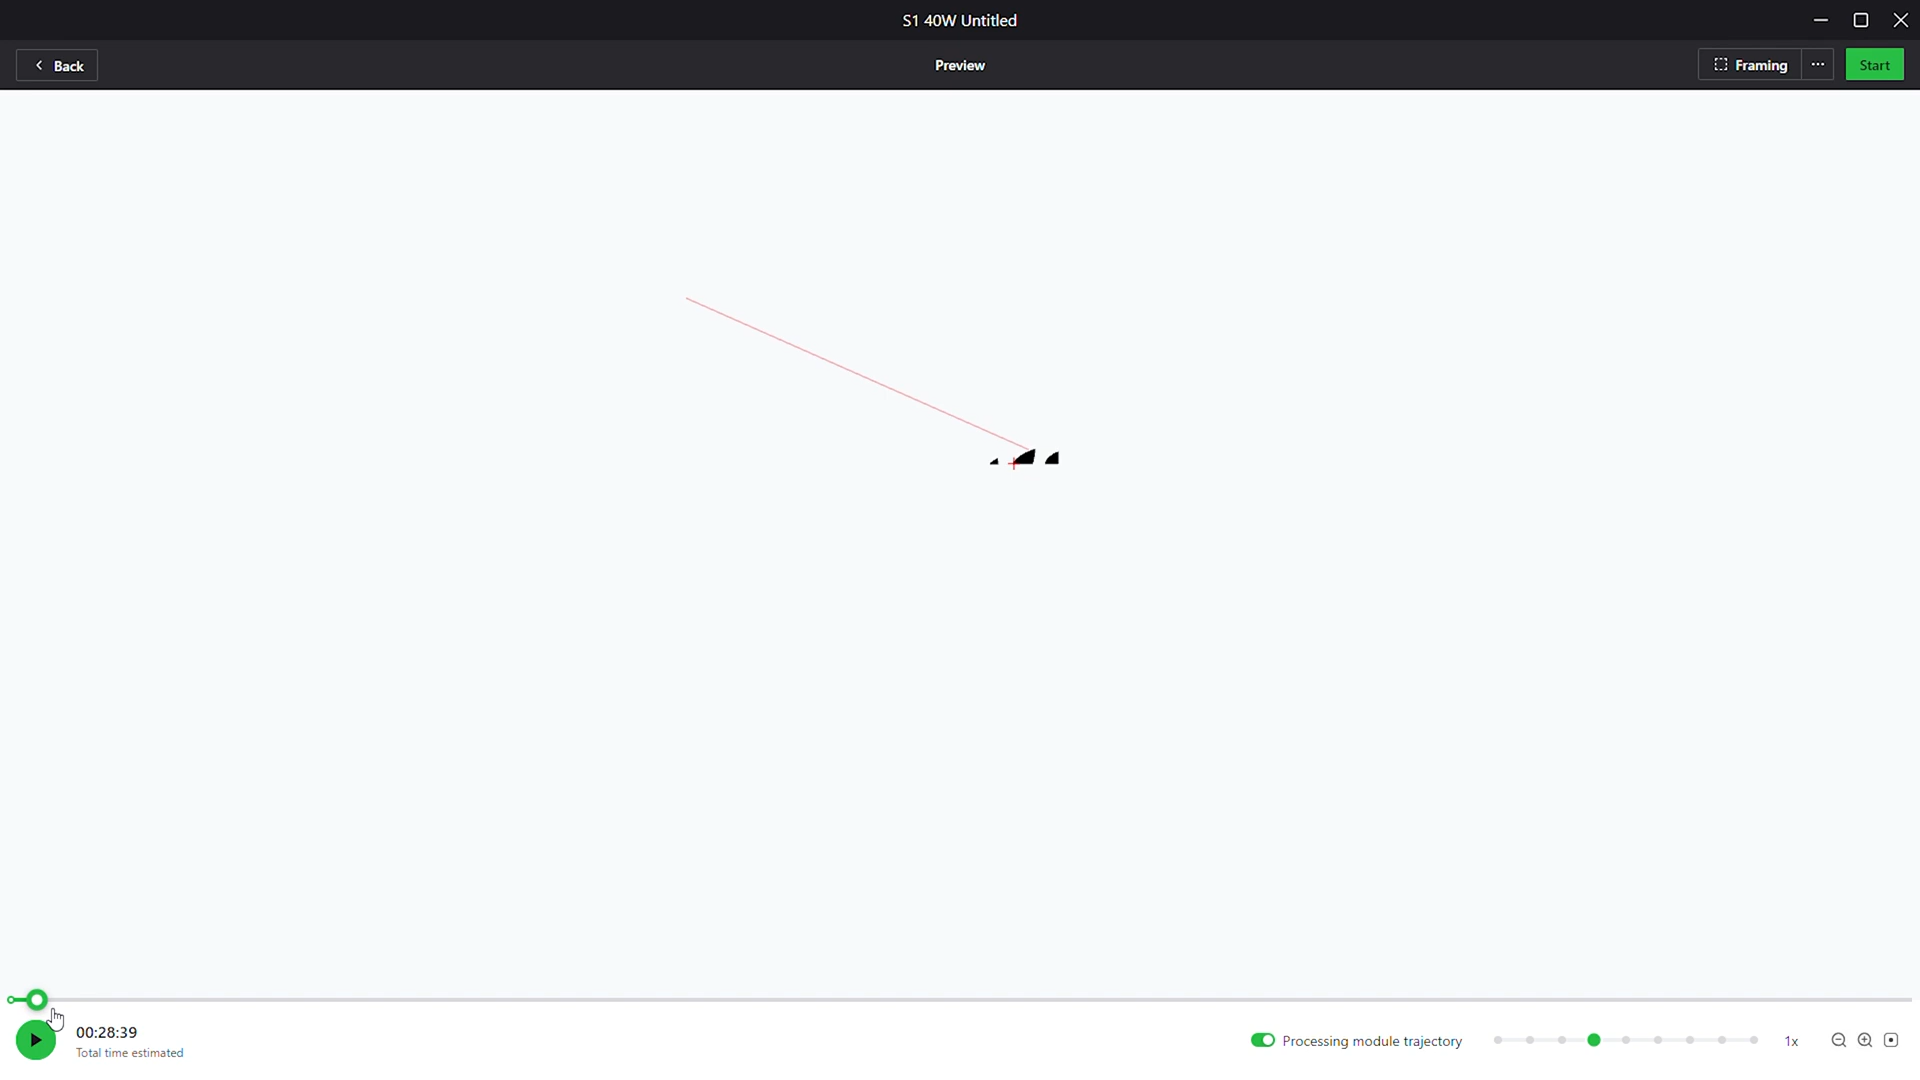 S1 40W Untitled
Back
Preview
Framing
Start
00:28:39
Total time estimated
Processing module trajectory
1x